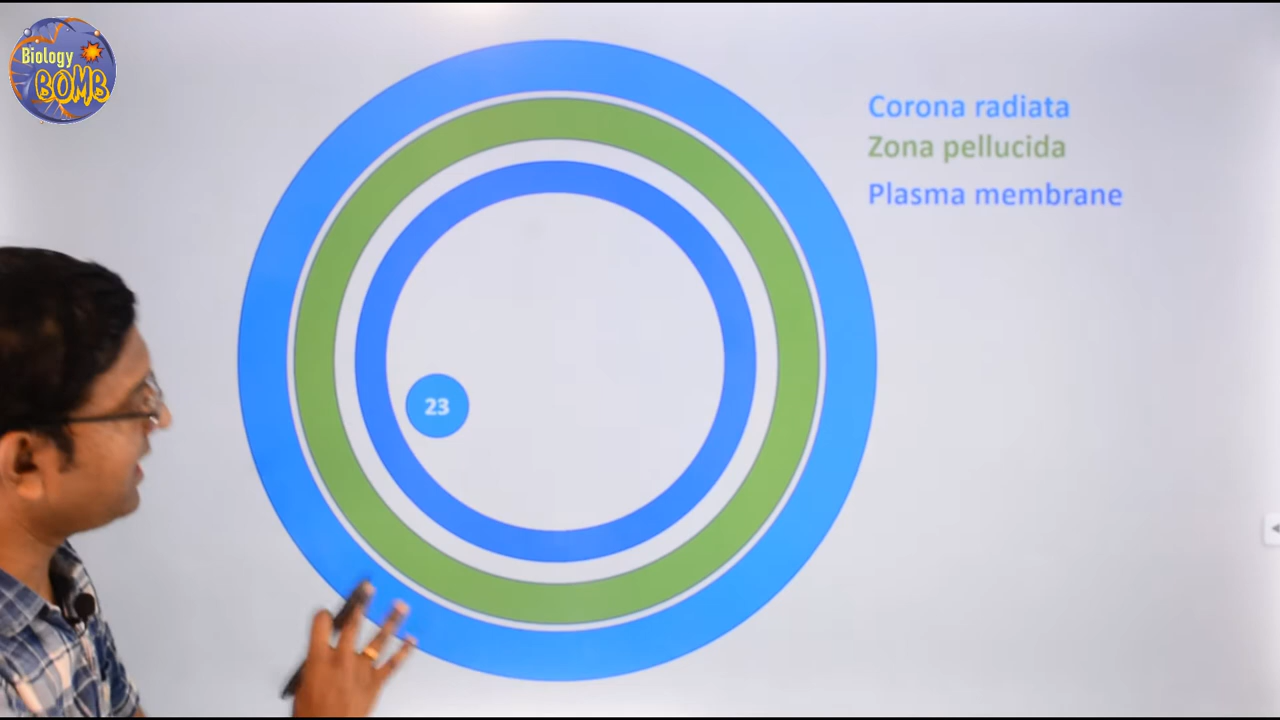 Biology
BOMB
Corona radiata
Zona pellucida
Plasma membrane
23